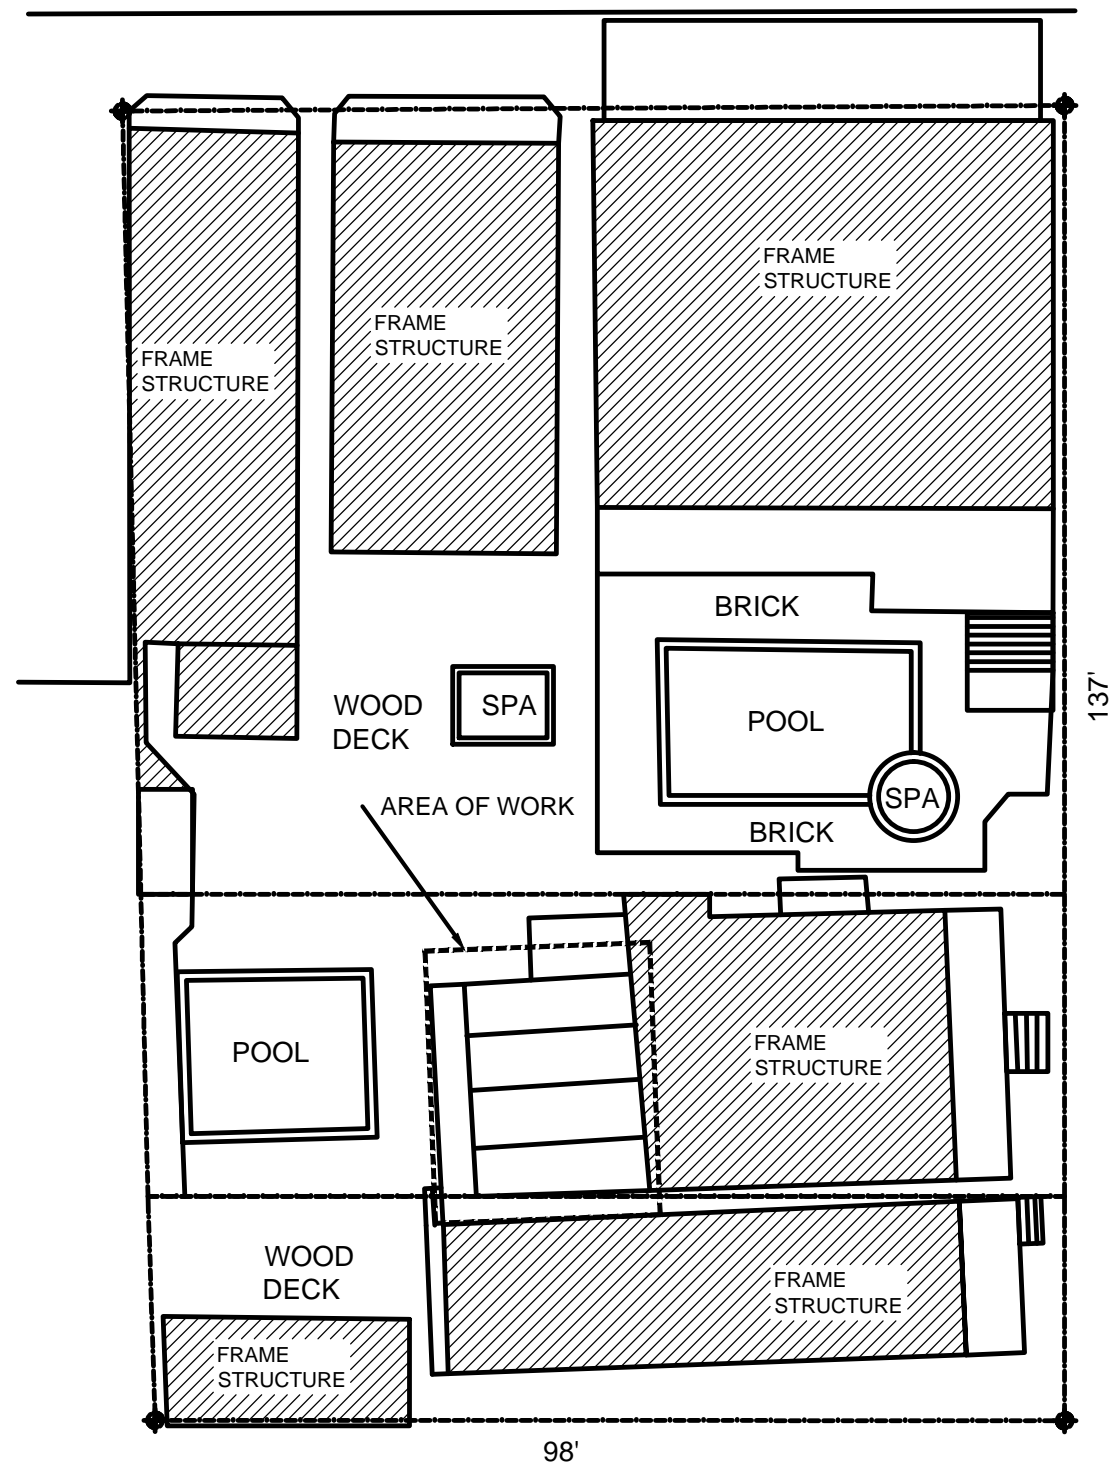 FRAME
STRUCTURE
FRAME
STRUCTURE
FRAME
STRUCTURE
BRICK
137'
WOOD
DECK
SPA
POOL
SPA
AREA OF WORK
BRICK
POOL
FRAME
STRUCTURE
WOOD
DECK
FRAME
STRUCTURE
FRAME
STRUCTURE
98'